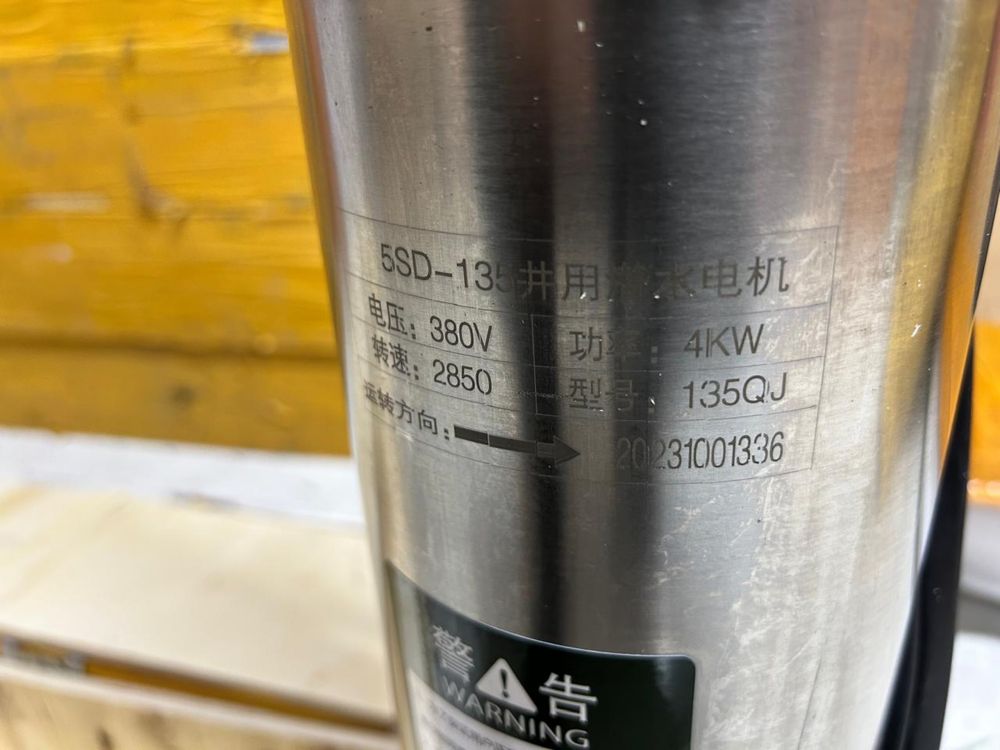 5SD-135井用潜水电机
电压：380V 功率：4KW
转速：2850 型号：135QJ
运转方向： 20231001336
警告
WARNING